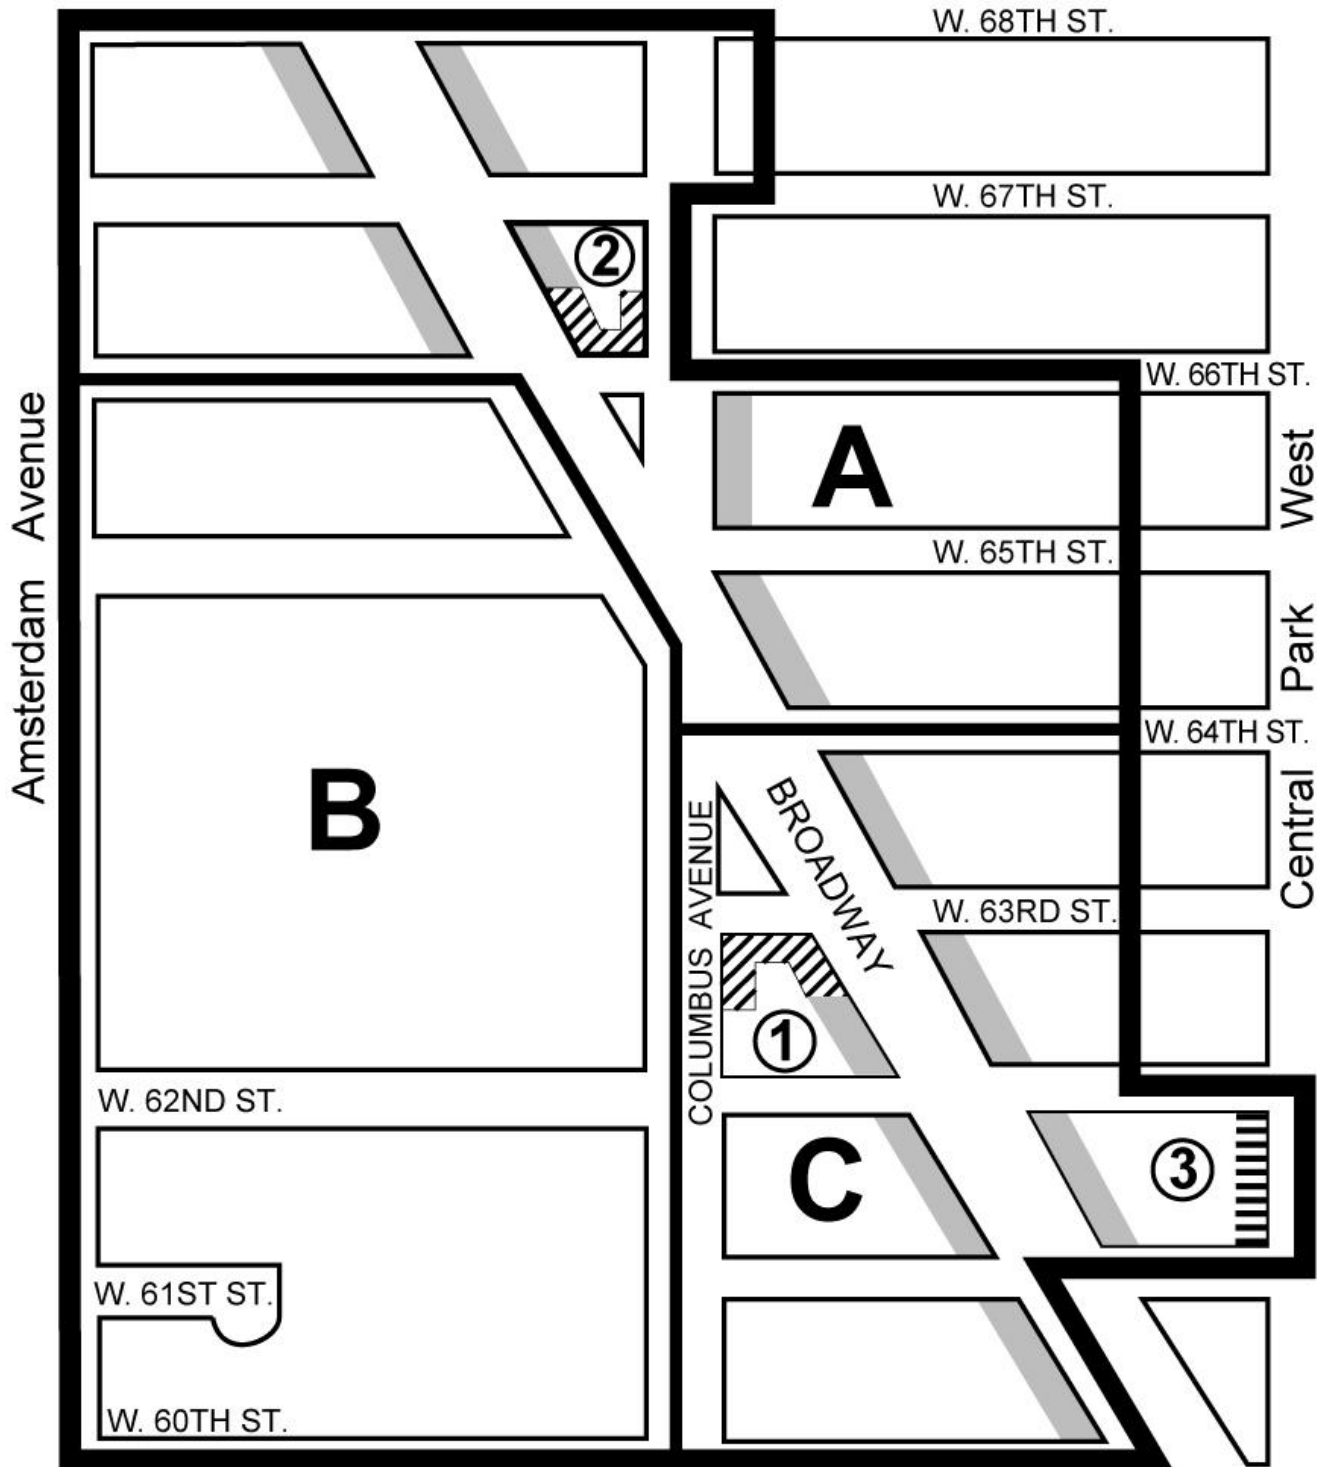 W. 68TH ST.
W. 67TH ST.
②
W. 66TH ST.
A
W. 65TH ST.
W. 64TH ST.
B
BROADWAY
COLUMBUS AVENUE
W. 63RD ST.
①
W. 62ND ST.
C
③
W. 61ST ST.
W. 60TH ST.
Amsterdam Avenue
Central Park West